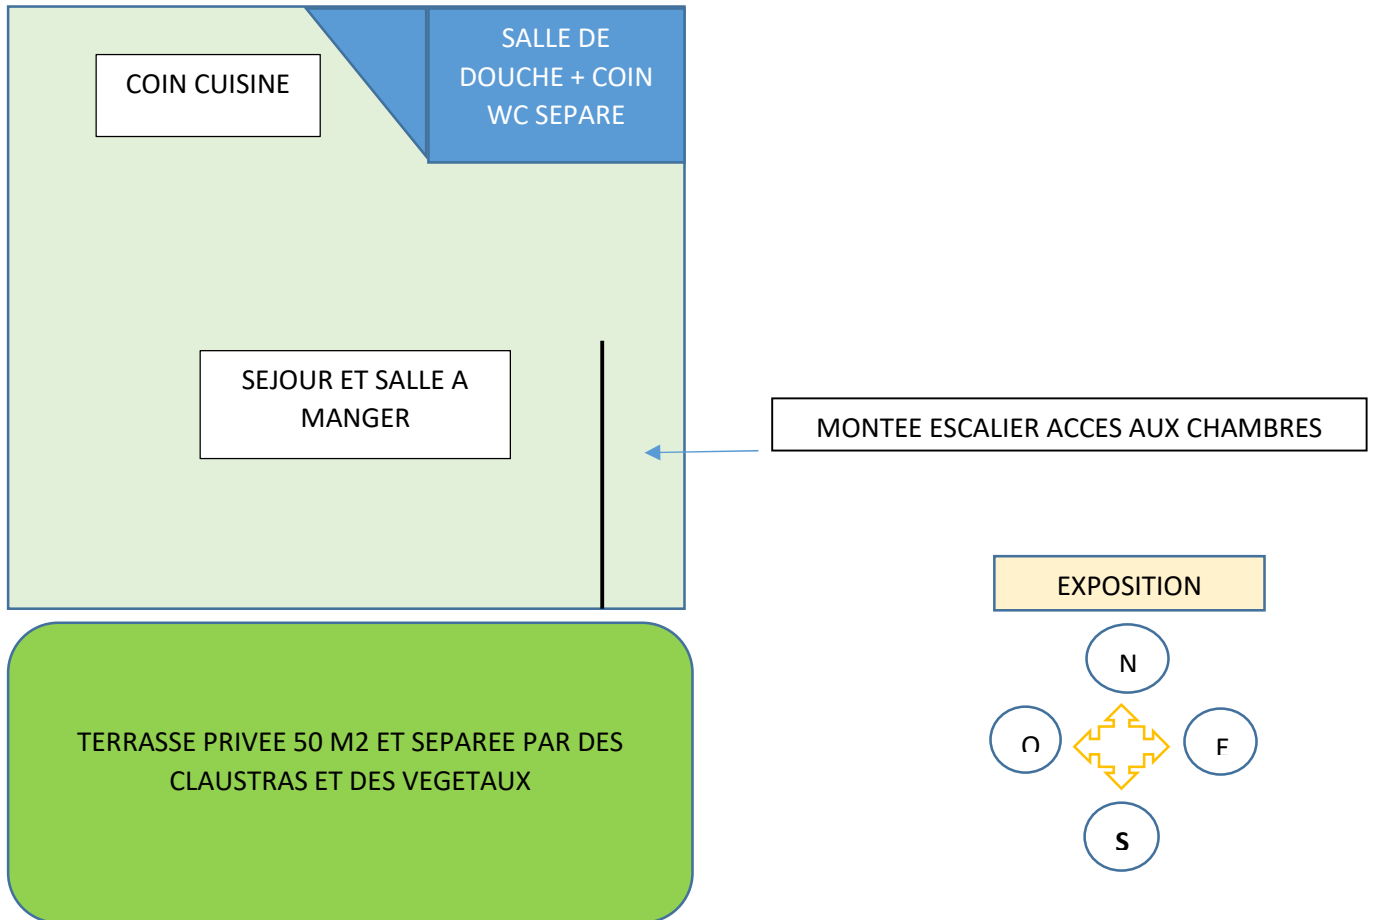 SALLE DE
DOUCHE + COIN
WC SEPARE
COIN CUISINE
SEJOUR ET SALLE A
MANGER
MONTEE ESCALIER ACCES AUX CHAMBRES
EXPOSITION
N
O
E
S
TERRASSE PRIVEE 50 M2 ET SEPAREE PAR DES
CLAUSTRAS ET DES VEGETAUX